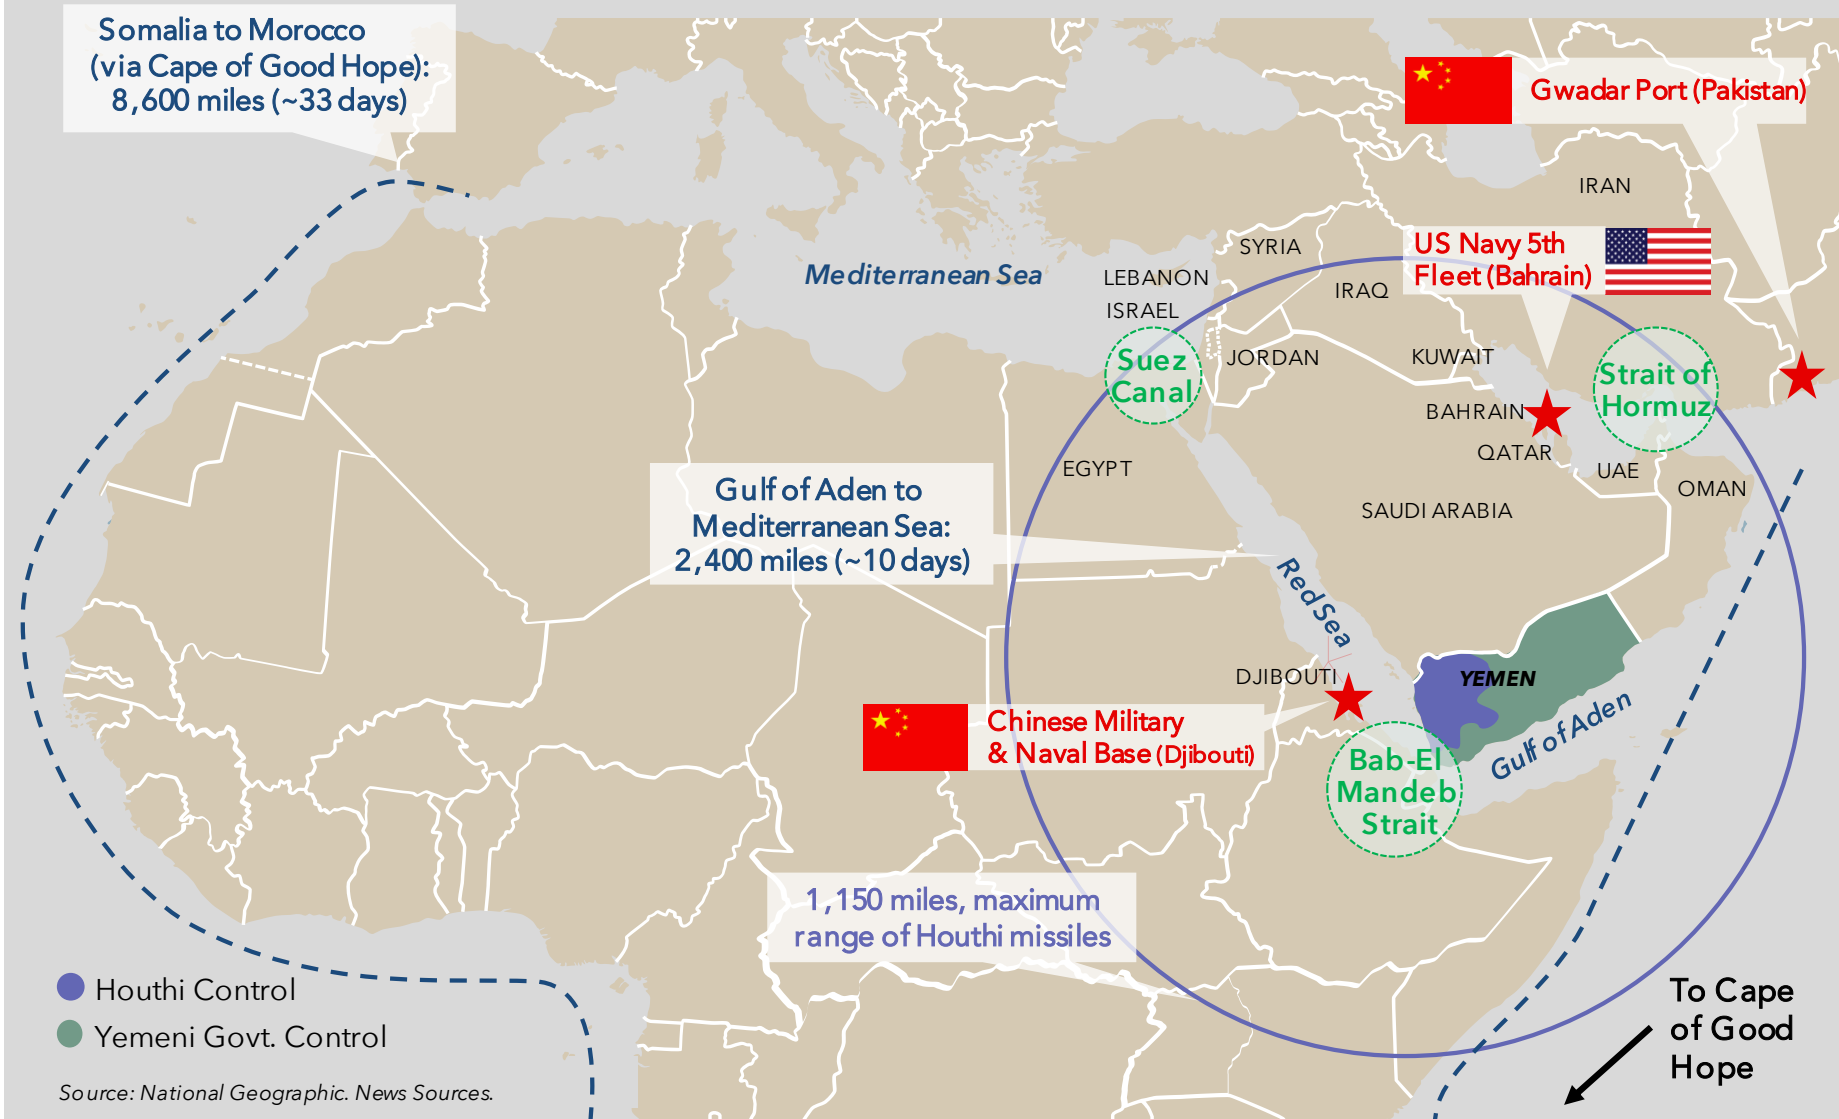 Somalia to Morocco
(via Cape of Good Hope):
8,600 miles (~33 days)
Gwadar Port (Pakistan)
IRAN
US Navy 5th
Fleet (Bahrain)
SYRIA
Mediterranean Sea
LEBANON
IRAQ
ISRAEL
Suez
Canal
JORDAN
KUWAIT
Strait of
Hormuz
BAHRAIN
QATAR
EGYPT
UAE
OMAN
SAUDI ARABIA
Gulf of Aden to
Mediterranean Sea:
2,400 miles (~10 days)
Red Sea
DJIBOUTI
YEMEN
Chinese Military
& Naval Base (Djibouti)
Gulf of Aden
Bab-El
Mandeb
Strait
1,150 miles, maximum
range of Houthi missiles
Houthi Control
Yemeni Govt. Control
To Cape
of Good
Hope
Source: National Geographic. News Sources.